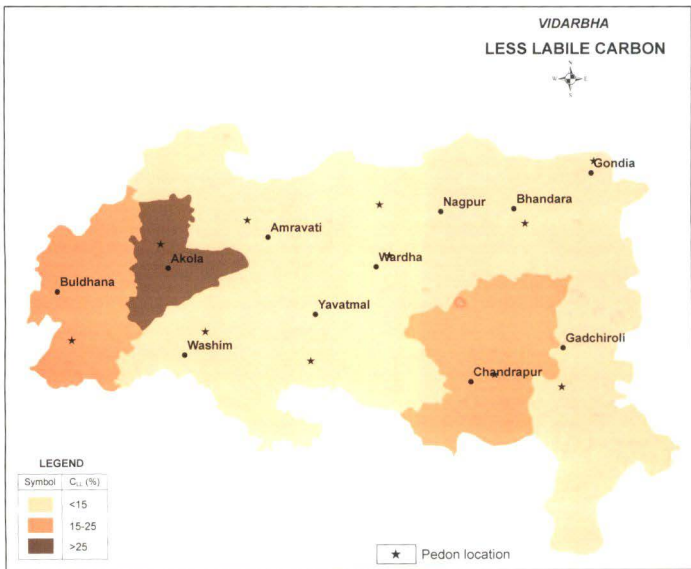 VIDARBHA
LESS LABILE CARBON
N
W E
S
Gondia
Nagpur
Bhandara
Amravati
Wardha
Akola
Buldhana
Yavatmal
Washim
Gadchiroli
Chandrapur
LEGEND
Symbol C_LL (%)
<15
15-25
>25
Pedon location